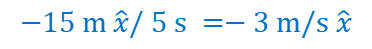 −15 m x̂/ 5 s =− 3 m/s x̂